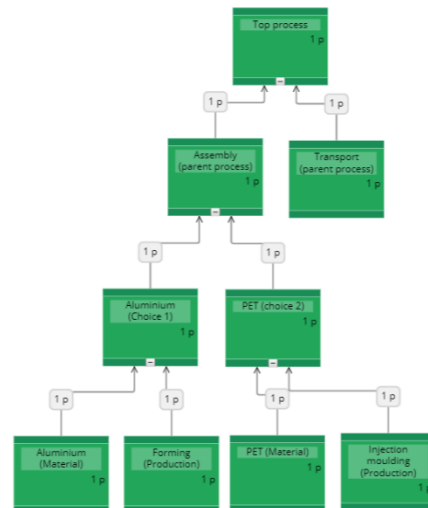 Top process
1 p
1 p
1 p
Assembly
(parent process)
1 p
Transport
(parent process)
1 p
1 p
1 p
Aluminium
(Choice 1)
1 p
PET (choice 2)
1 p
1 p
1 p
1 p
1 p
Aluminium
(Material)
1 p
Forming
(Production)
1 p
PET (Material)
1 p
Injection
moulding
(Production)
1 p